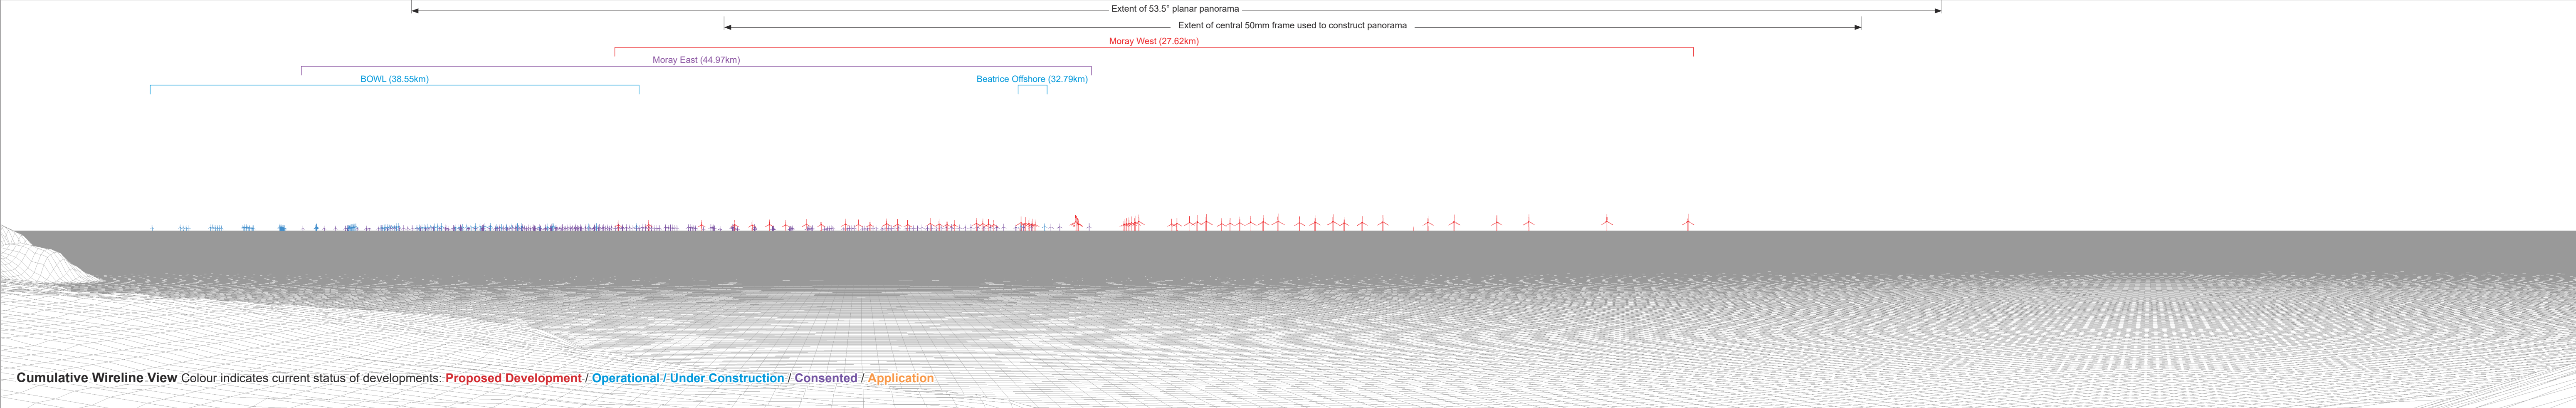 Extent of 53.5° planar panorama
Extent of central 50mm frame used to construct panorama
Moray West (27.62km)
Moray East (44.97km)
BOWL (38.55km)
Beatrice Offshore (32.79km)
Cumulative Wireline View Colour indicates current status of developments: Proposed Development / Operational / Under Construction / Consented / Application